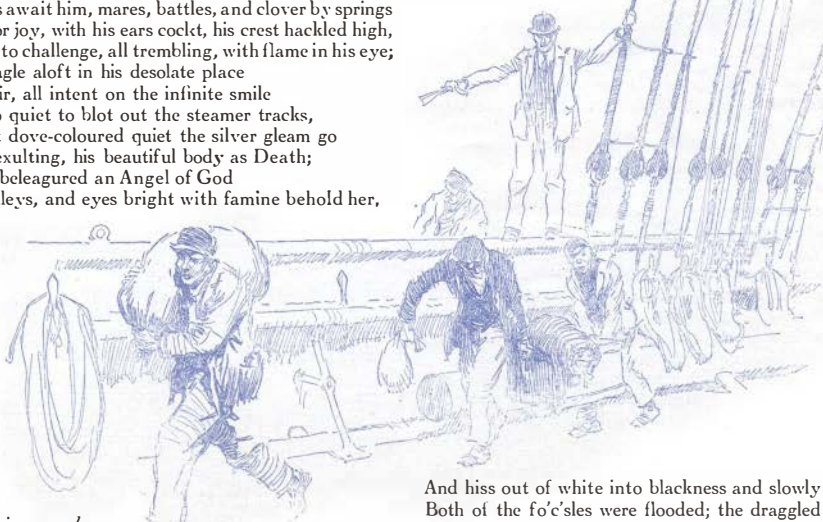 await him, mares, battles, and clover by springs
or joy, with his ears cockt, his crest hackled high,
to challenge, all trembling, with flame in his eye;
agle aloft in his desolate place
ir, all intent on the infinite smile
quiet to blot out the steamer tracks,
dove-coloured quiet the silver gleam go
exulting, his beautiful body as Death;
beleagured an Angel of God
leys, and eyes bright with famine behold her,
And hiss out of white into blackness and slowly
Both of the fo'c'sles were flooded; the draggled